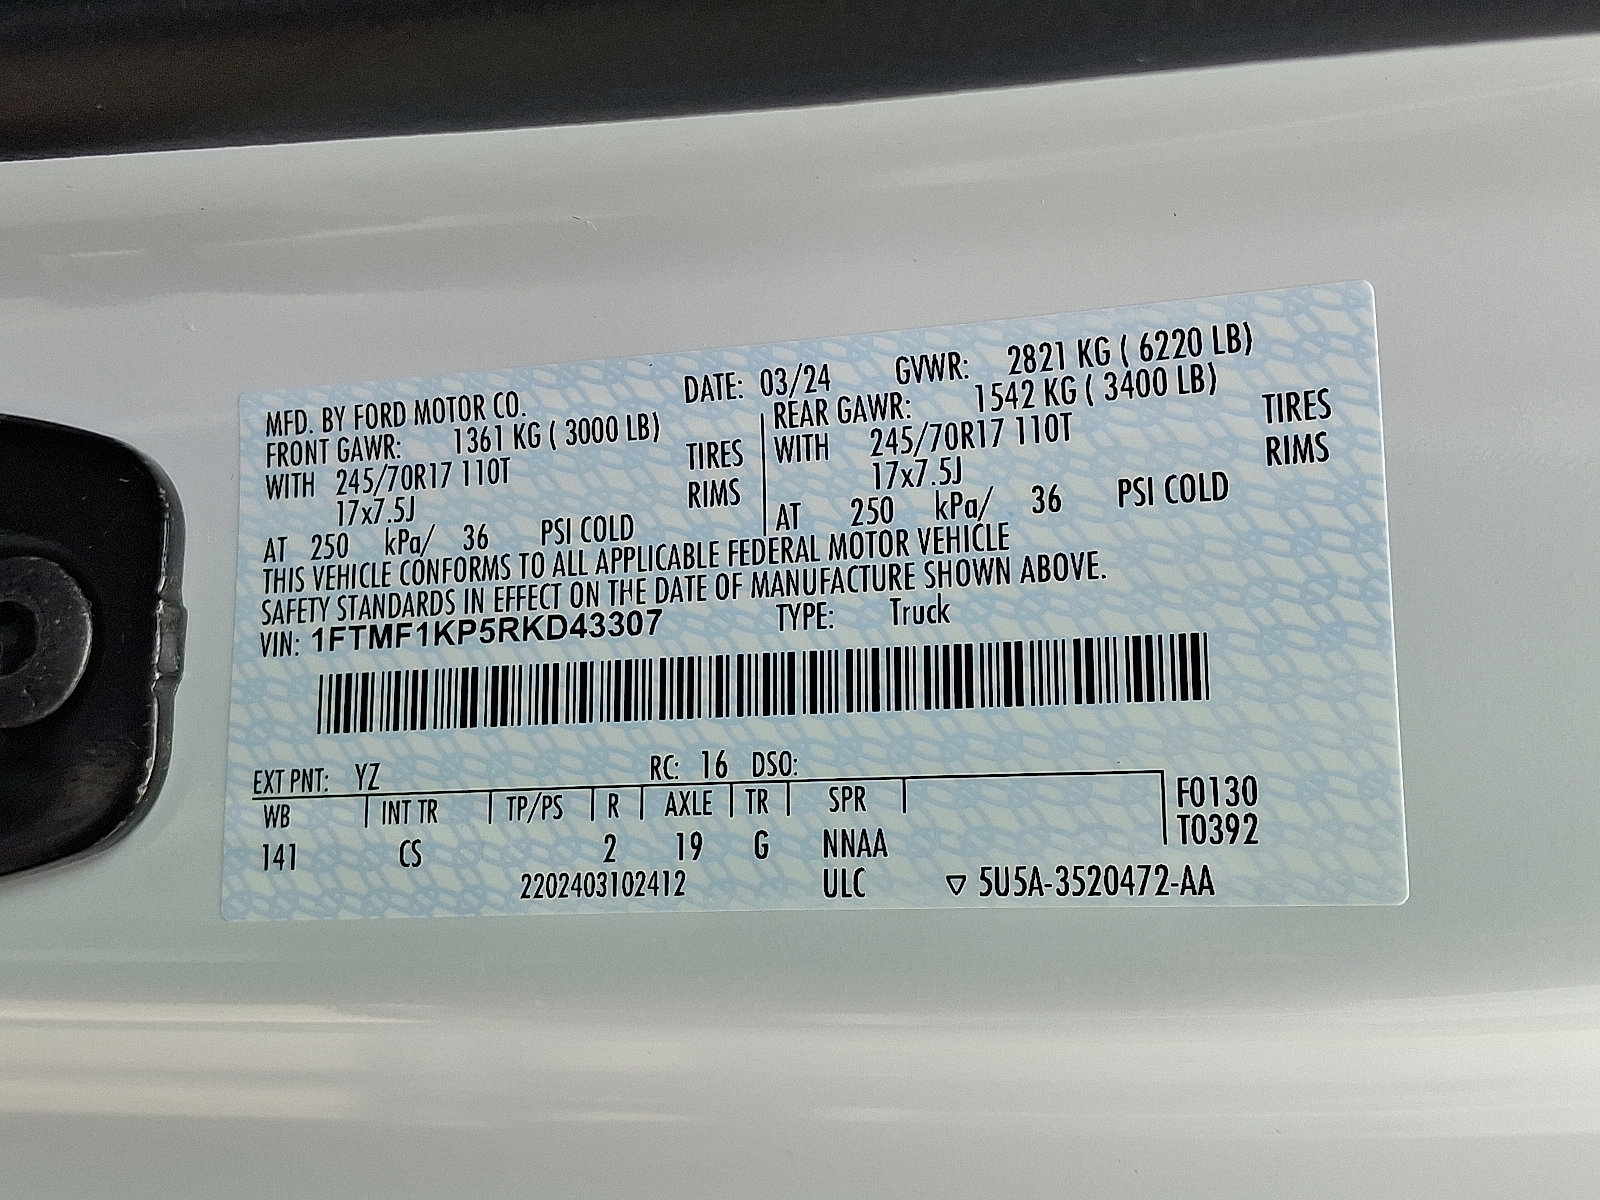 MFD. BY FORD MOTOR CO. DATE: 03/24 GVWR: 2821 KG ( 6220 LB)
FRONT GAWR: 1361 KG ( 3000 LB) REAR GAWR: 1542 KG ( 3400 LB)
WITH 245/70R17 110T TIRES WITH 245/70R17 110T TIRES
17x7.5J RIMS 17x7.5J RIMS
AT 250 kPa/ 36 PSI COLD AT 250 kPa/ 36 PSI COLD
THIS VEHICLE CONFORMS TO ALL APPLICABLE FEDERAL MOTOR VEHICLE
SAFETY STANDARDS IN EFFECT ON THE DATE OF MANUFACTURE SHOWN ABOVE.
VIN: 1FTMF1KP5RKD43307 TYPE: Truck
EXT PNT: YZ RC: 16 DSO:
WB INT TR TP/PS R AXLE TR SPR F0130
T0392
141 CS 2 19 G NNAA
2202403102412 ULC ▽ 5U5A-3520472-AA